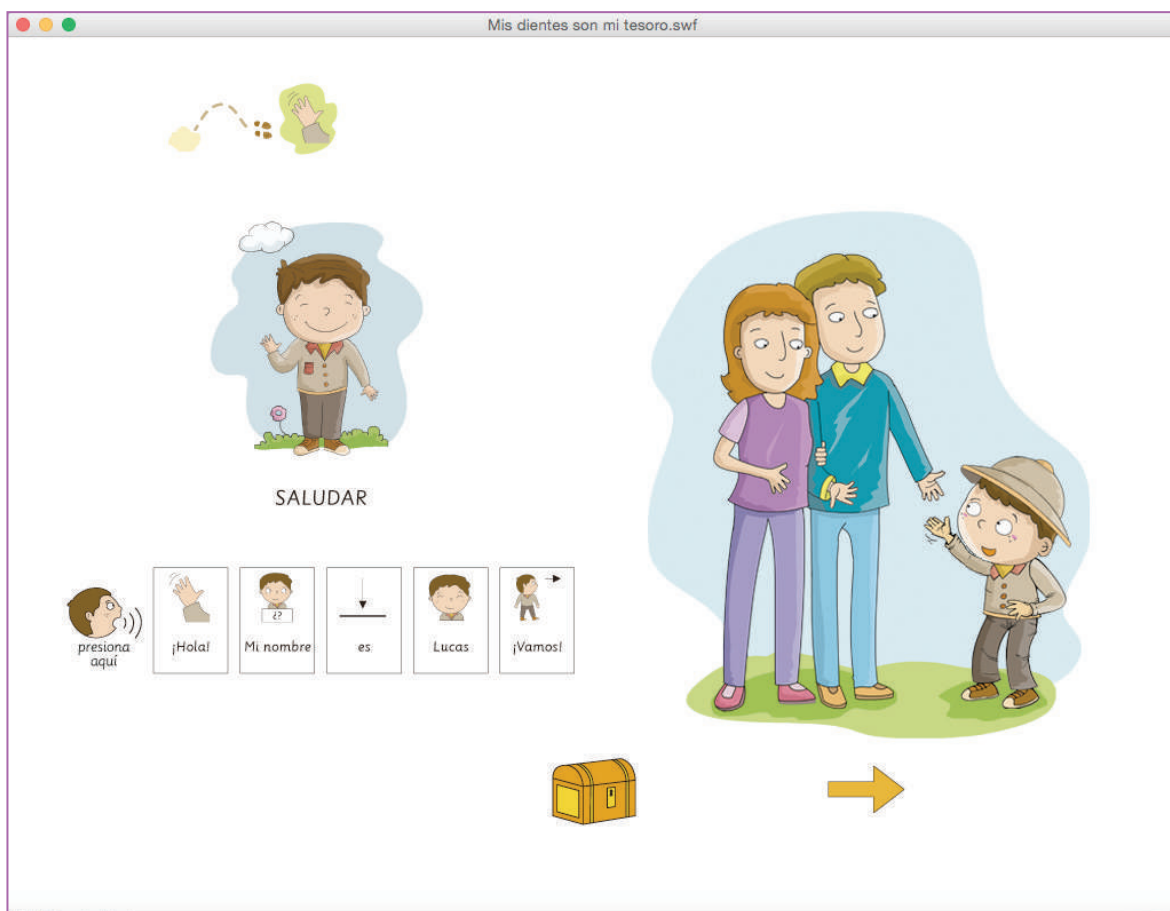 Mis dientes son mi tesoro.swf
SALUDAR
presiona
aquí
¡Hola!
¿?
Mi nombre
es
Lucas
¡Vamos!